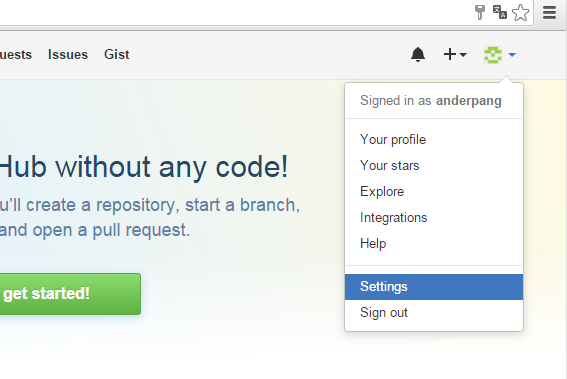 uests Issues Gist
Signed in as anderpang
Your profile
Your stars
Explore
Integrations
Help
Settings
Sign out
Hub without any code!
u'll create a repository, start a branch,
and open a pull request.
get started!